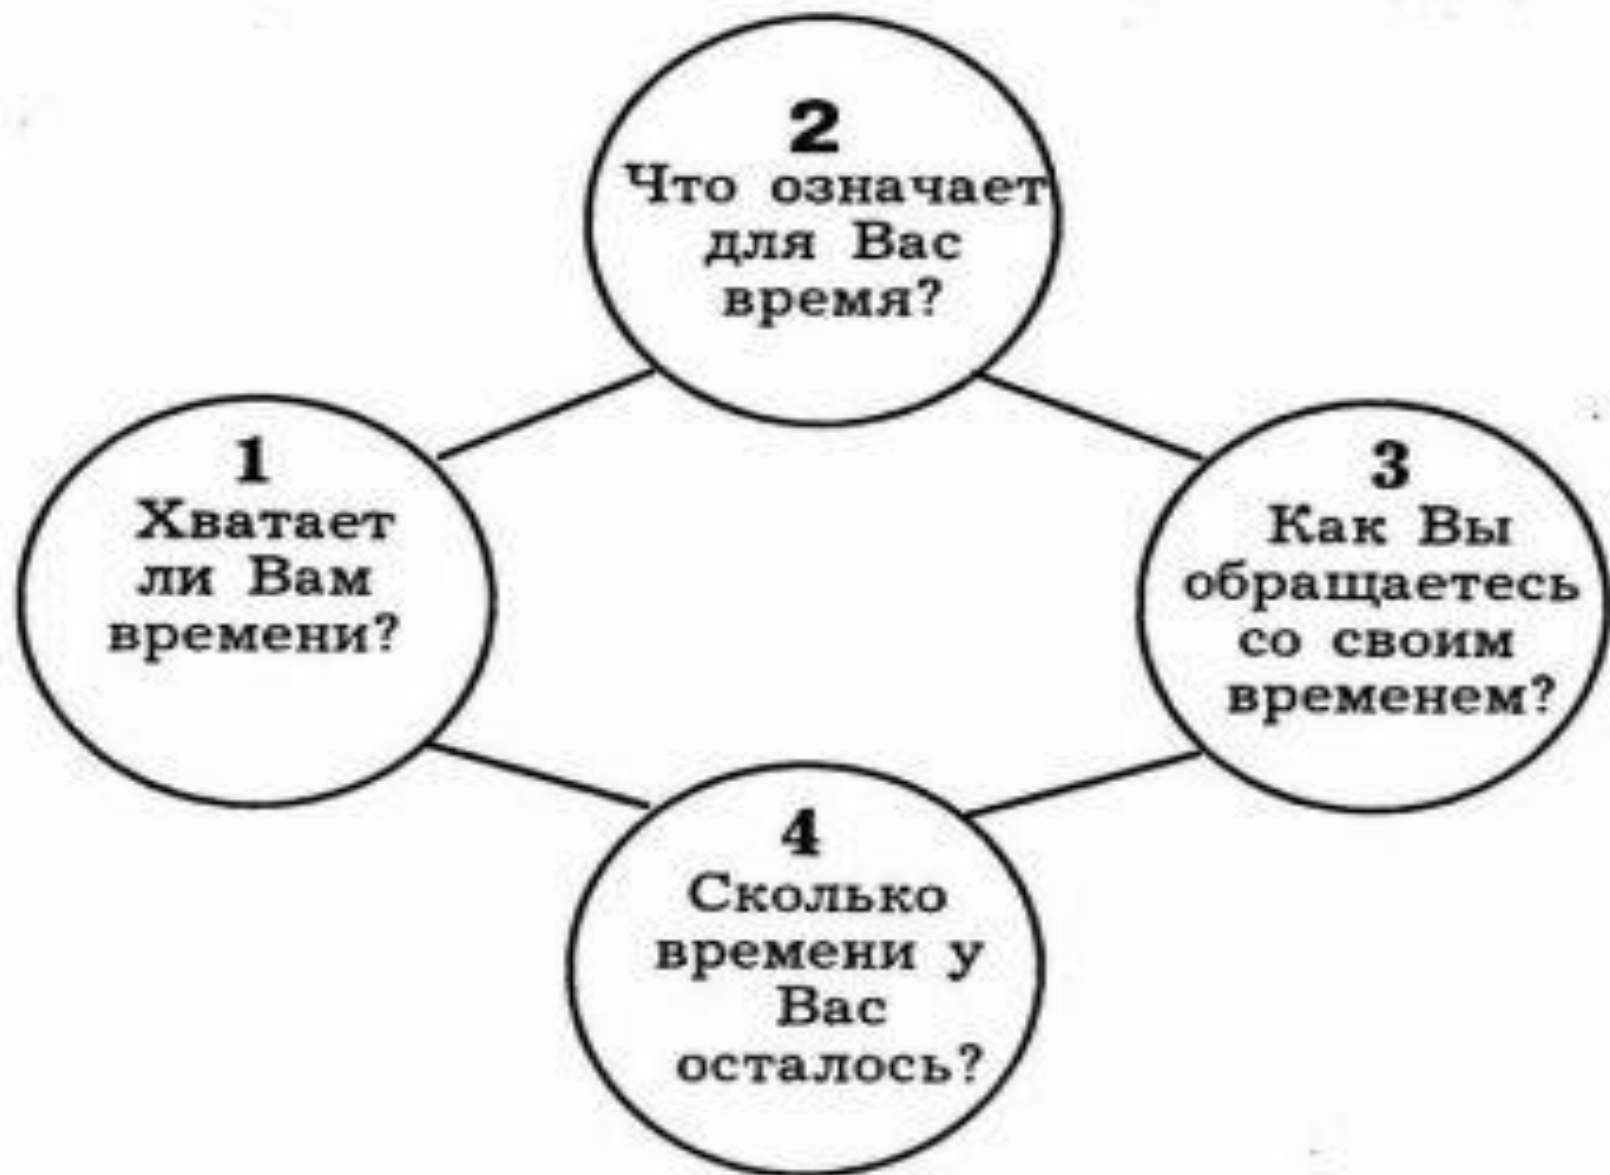 1
Хватает
ли Вам
времени?
2
Что означает
для Вас
время?
3
Как Вы
обращаетесь
со своим
временем?
4
Сколько
времени у
Вас
осталось?